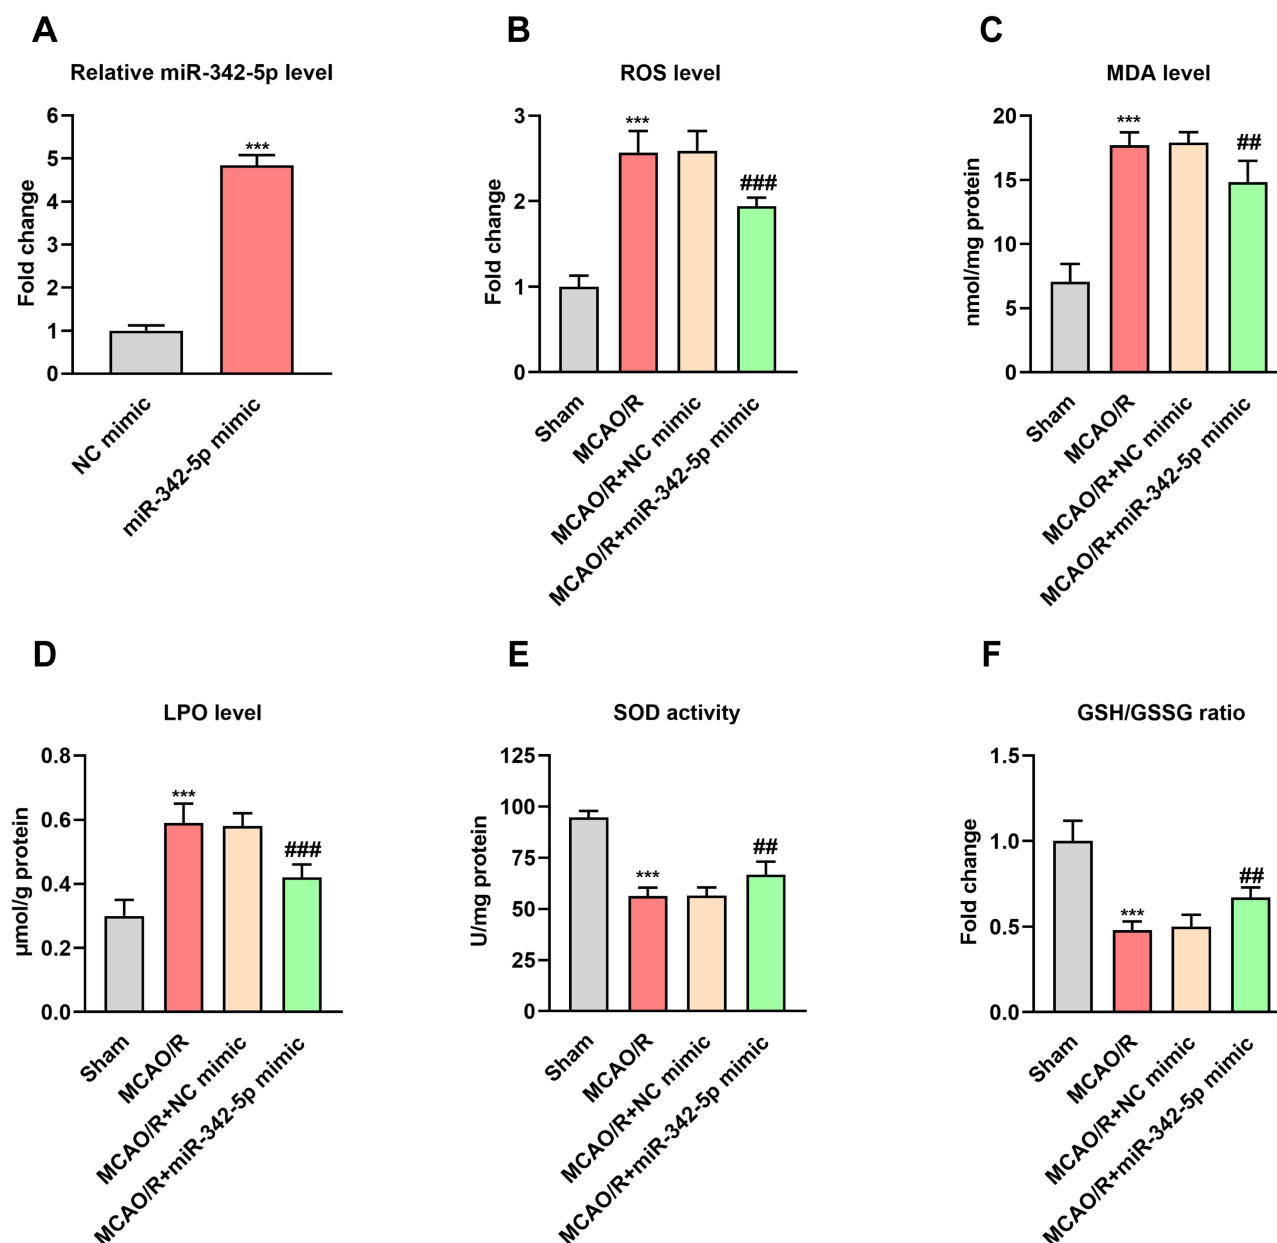 A
Relative miR-342-5p level
Fold change
6
5
4
3
2
1
0
***
NC mimic
miR-342-5p mimic
B
ROS level
Fold change
3
2
1
0
***
###
Sham
MCAO/R
MCAO/R+NC mimic
MCAO/R+miR-342-5p mimic
C
MDA level
nmol/mg protein
20
15
10
5
0
***
##
Sham
MCAO/R
MCAO/R+NC mimic
MCAO/R+miR-342-5p mimic
D
LPO level
μmol/g protein
0.8
0.6
0.4
0.2
0.0
***
###
Sham
MCAO/R
MCAO/R+NC mimic
MCAO/R+miR-342-5p mimic
E
SOD activity
U/mg protein
125
100
75
50
25
0
***
##
Sham
MCAO/R
MCAO/R+NC mimic
MCAO/R+miR-342-5p mimic
F
GSH/GSSG ratio
Fold change
1.5
1.0
0.5
0.0
***
##
Sham
MCAO/R
MCAO/R+NC mimic
MCAO/R+miR-342-5p mimic